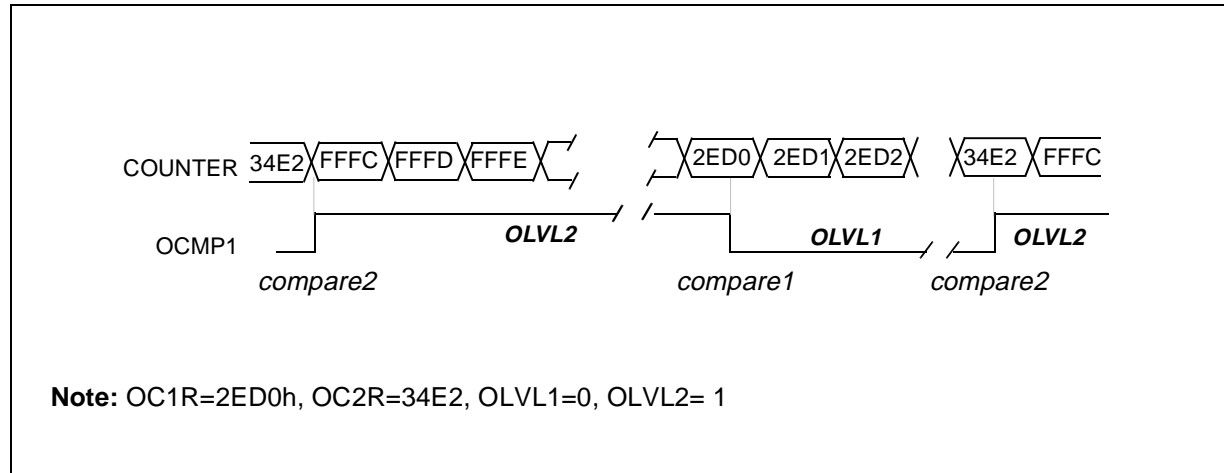 COUNTER 34E2 FFFC FFFD FFFE 2ED0 2ED1 2ED2 34E2 FFFC
OCMP1 OLVL2 OLVL1 OLVL2
compare2 compare1 compare2
Note: OC1R=2ED0h, OC2R=34E2, OLVL1=0, OLVL2= 1